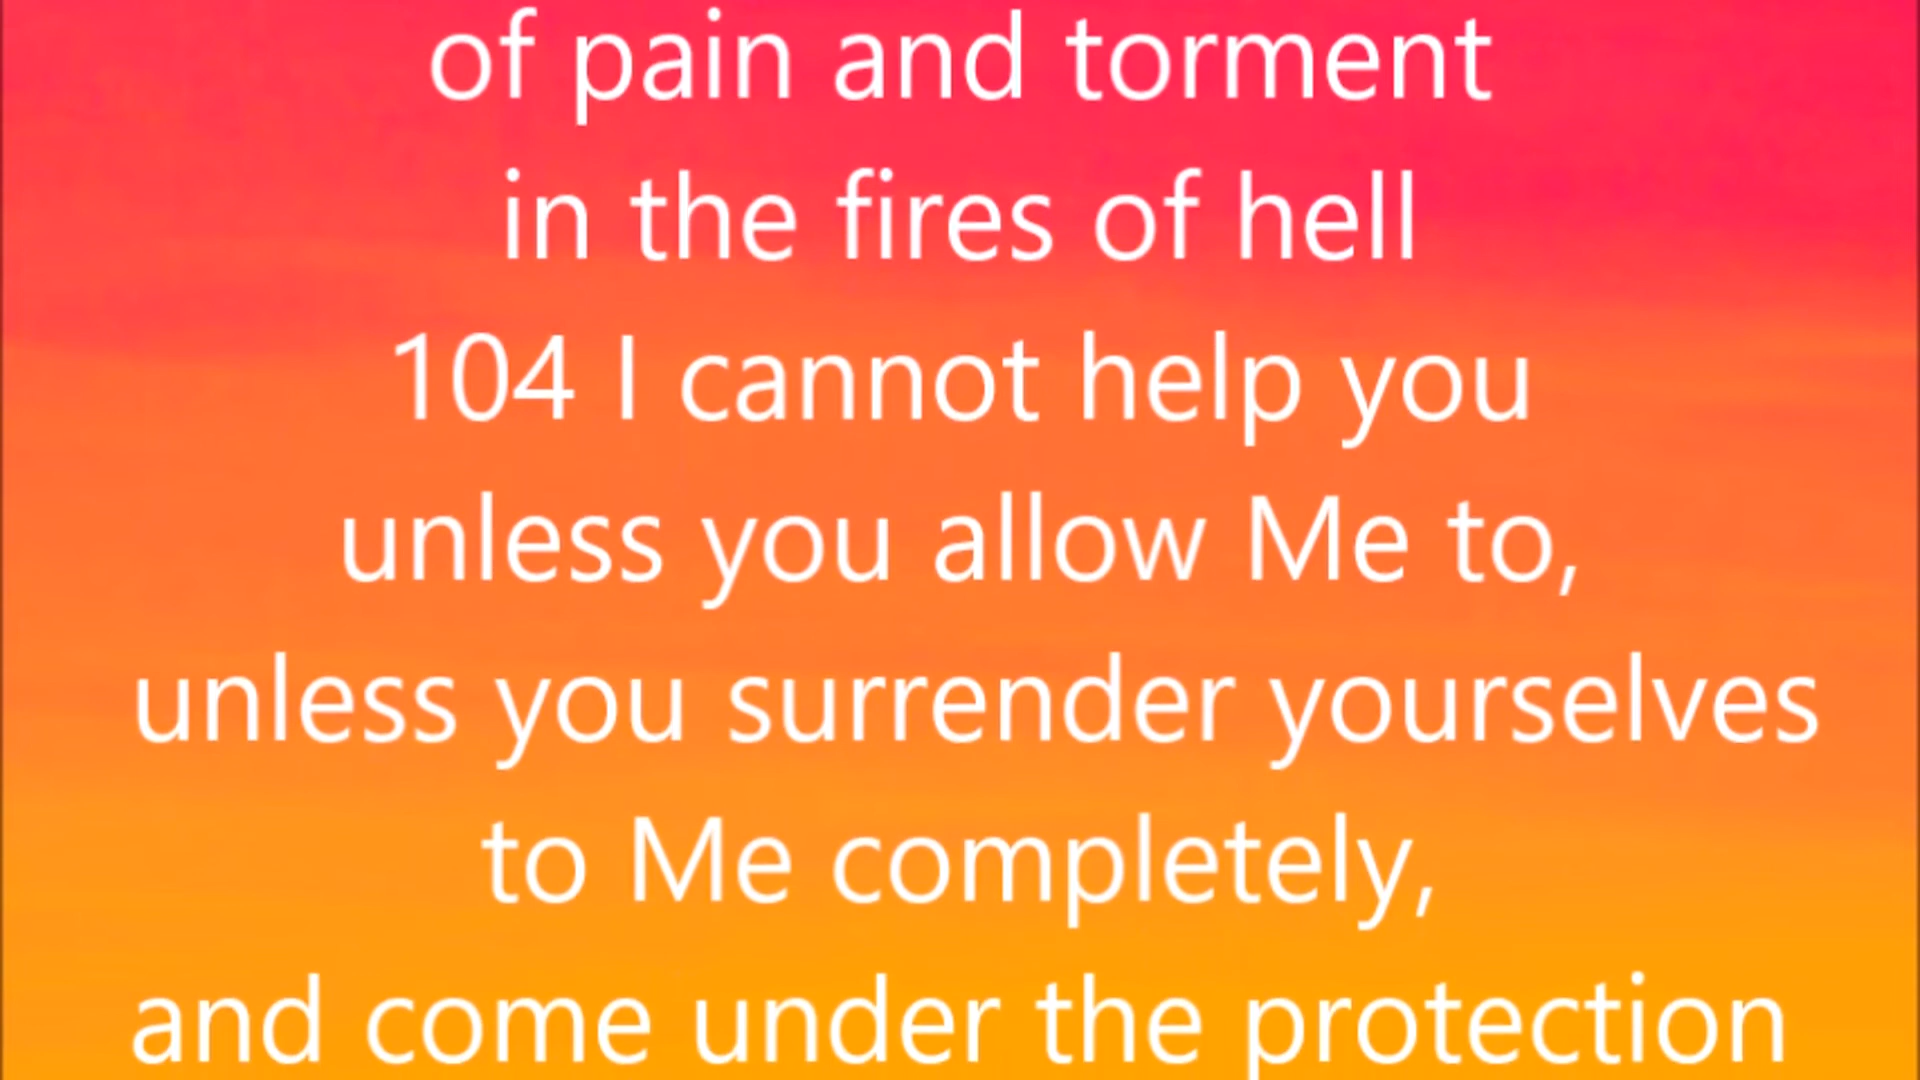 of pain and torment
in the fires of hell
104 I cannot help you
unless you allow Me to,
unless you surrender yourselves
to Me completely,
and come under the protection